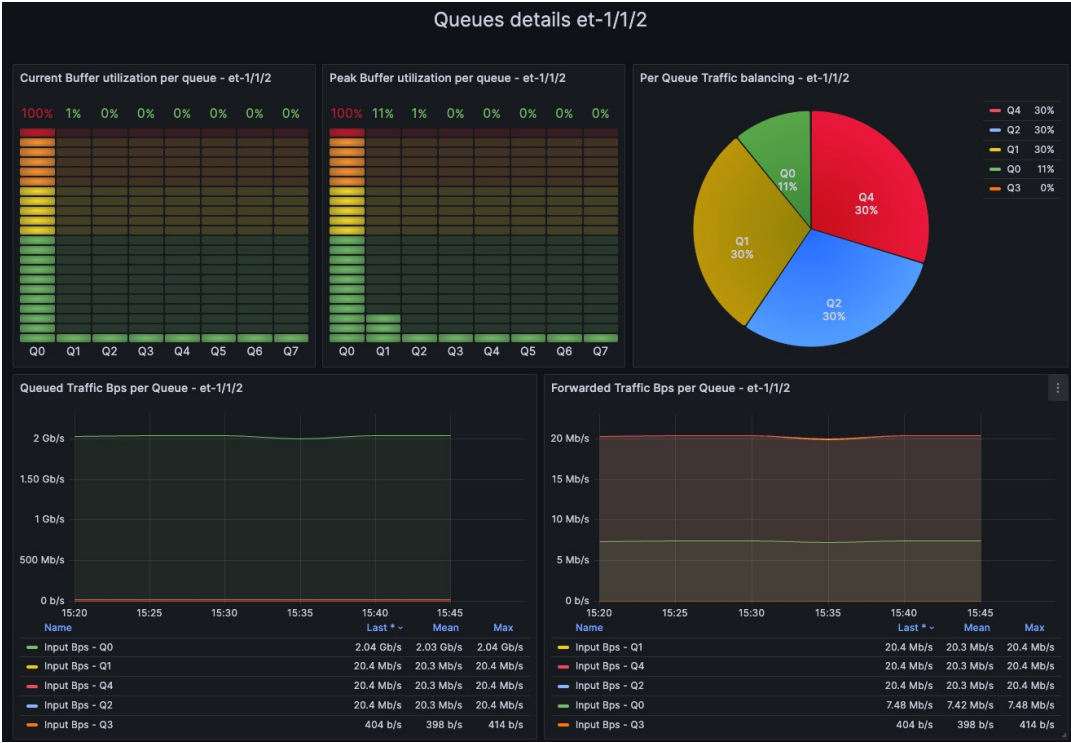 Queues details et-1/1/2
Current Buffer utilization per queue - et-1/1/2
100% 1% 0% 0% 0% 0% 0% 0%
Q0 Q1 Q2 Q3 Q4 Q5 Q6 Q7
Peak Buffer utilization per queue - et-1/1/2
100% 11% 1% 0% 0% 0% 0% 0%
Q0 Q1 Q2 Q3 Q4 Q5 Q6 Q7
Per Queue Traffic balancing - et-1/1/2
Q0
11%
Q4
30%
Q1
30%
Q2
30%
Q4 30%
Q2 30%
Q1 30%
Q0 11%
Q3 0%
Queued Traffic Bps per Queue - et-1/1/2
2 Gb/s
1.50 Gb/s
1 Gb/s
500 Mb/s
0 b/s
15:20 15:25 15:30 15:35 15:40 15:45
Name Last * Mean Max
Input Bps - Q0 2.04 Gb/s 2.03 Gb/s 2.04 Gb/s
Input Bps - Q1 20.4 Mb/s 20.3 Mb/s 20.4 Mb/s
Input Bps - Q4 20.4 Mb/s 20.3 Mb/s 20.4 Mb/s
Input Bps - Q2 20.4 Mb/s 20.3 Mb/s 20.4 Mb/s
Input Bps - Q3 404 b/s 398 b/s 414 b/s
Forwarded Traffic Bps per Queue - et-1/1/2
20 Mb/s
15 Mb/s
10 Mb/s
5 Mb/s
0 b/s
15:20 15:25 15:30 15:35 15:40 15:45
Name Last * Mean Max
Input Bps - Q1 20.4 Mb/s 20.3 Mb/s 20.4 Mb/s
Input Bps - Q4 20.4 Mb/s 20.3 Mb/s 20.4 Mb/s
Input Bps - Q2 20.4 Mb/s 20.3 Mb/s 20.4 Mb/s
Input Bps - Q0 7.48 Mb/s 7.42 Mb/s 7.48 Mb/s
Input Bps - Q3 404 b/s 398 b/s 414 b/s